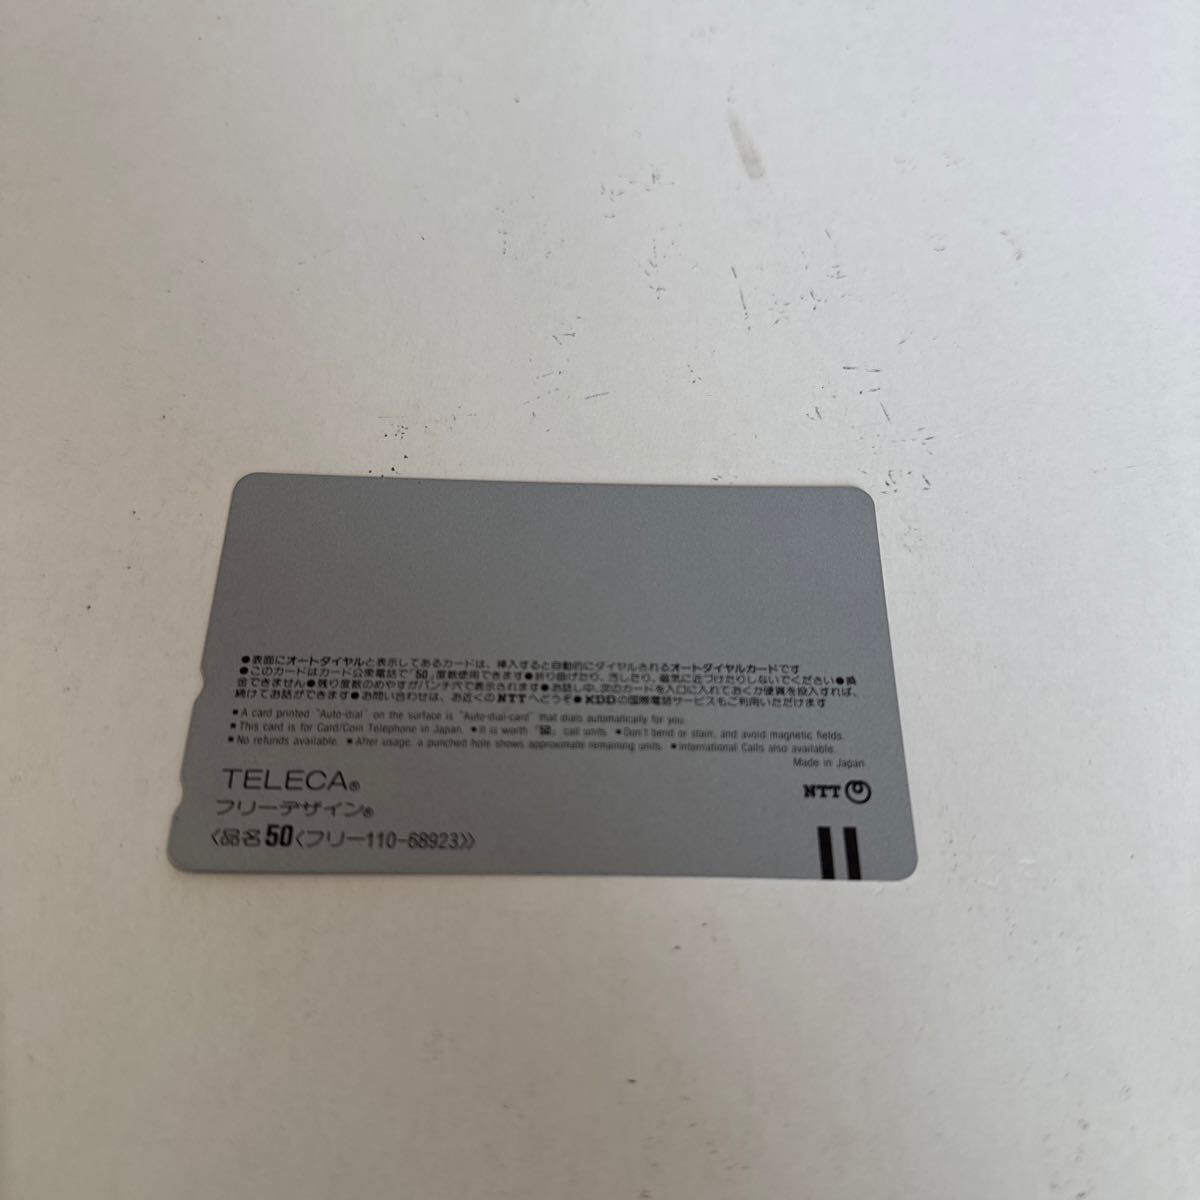 ●表面にオートダイヤルと表示してあるカードは、挿入すると自動的にダイヤルされるオートダイヤルカードです
●このカードはカード公衆電話で「50」度数使用できます●折り曲げたり、汚したり、磁気に近づけたりしないでください●換
金できません●残り度数のめやすがパンチ穴で表示されます●お話し中、次のカードを入口に入れておくか硬貨を投入すれば、
続けてお話ができます●お問い合わせは、お近くのNTTへどうぞ●KDDの国際電話サービスもご利用いただけます
■A card printed "Auto-dial" on the surface is "Auto-dial-card" that dials automatically for you.
■This card is for Card/Coin Telephone in Japan. ■It is worth 「50」 call units. ■Don't bend or stain, and avoid magnetic fields.
■No refunds available. ■After usage: a punched hole shows approximate remaining units. ■International Calls also available.
Made in Japan
TELECA®
NTT
フリーデザイン®
〈品名50〈フリー110-68923〉〉